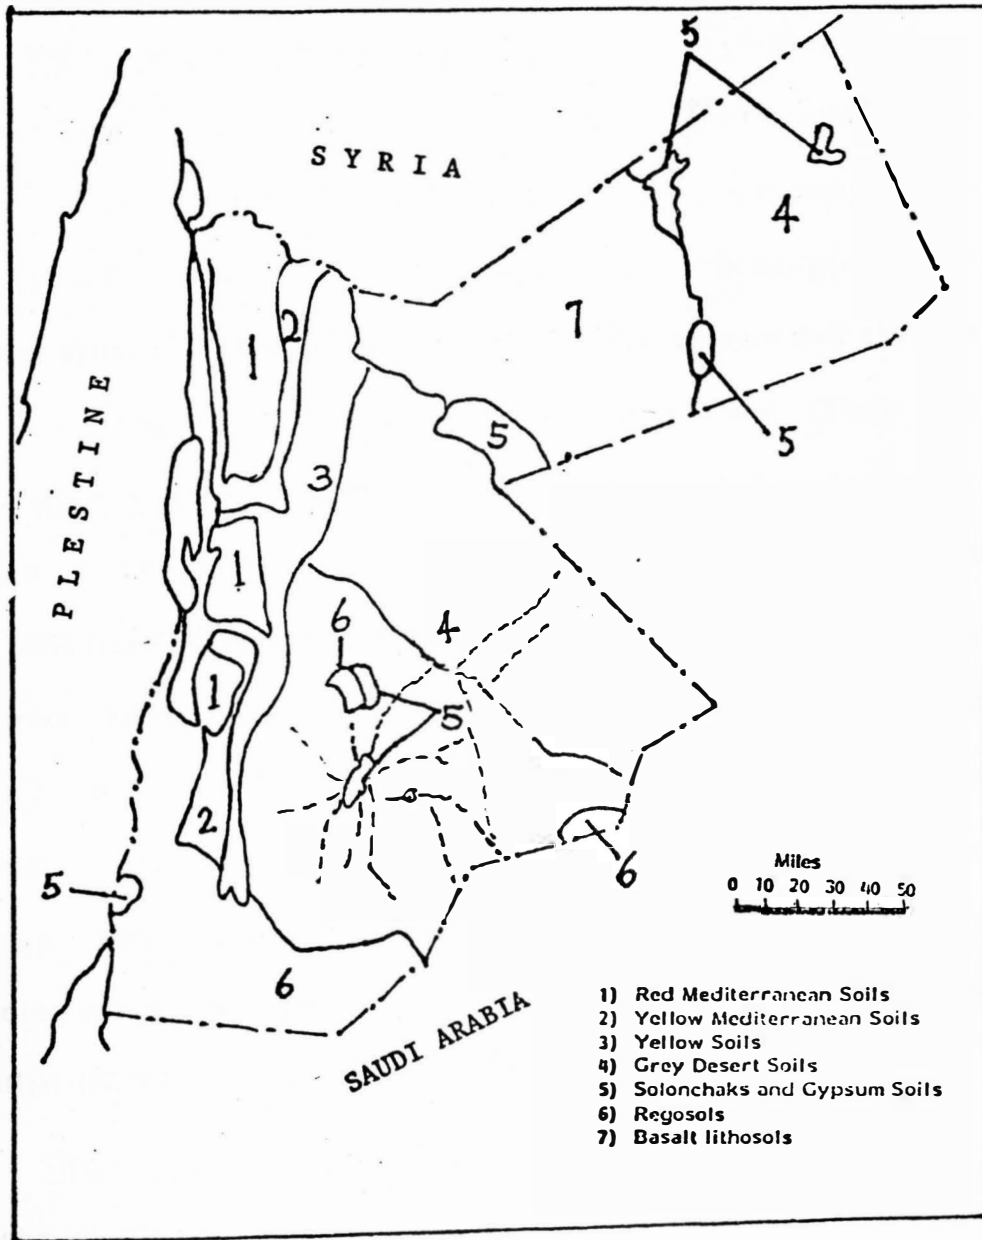 5
SYRIA
4
2
7
1
PLESTINE
5
5
3
1
6
4
1
5
2
6
5
Miles
0 10 20 30 40 50
6
SAUDI ARABIA
1) Red Mediterranean Soils
2) Yellow Mediterranean Soils
3) Yellow Soils
4) Grey Desert Soils
5) Solonchaks and Gypsum Soils
6) Regosols
7) Basalt lithosols